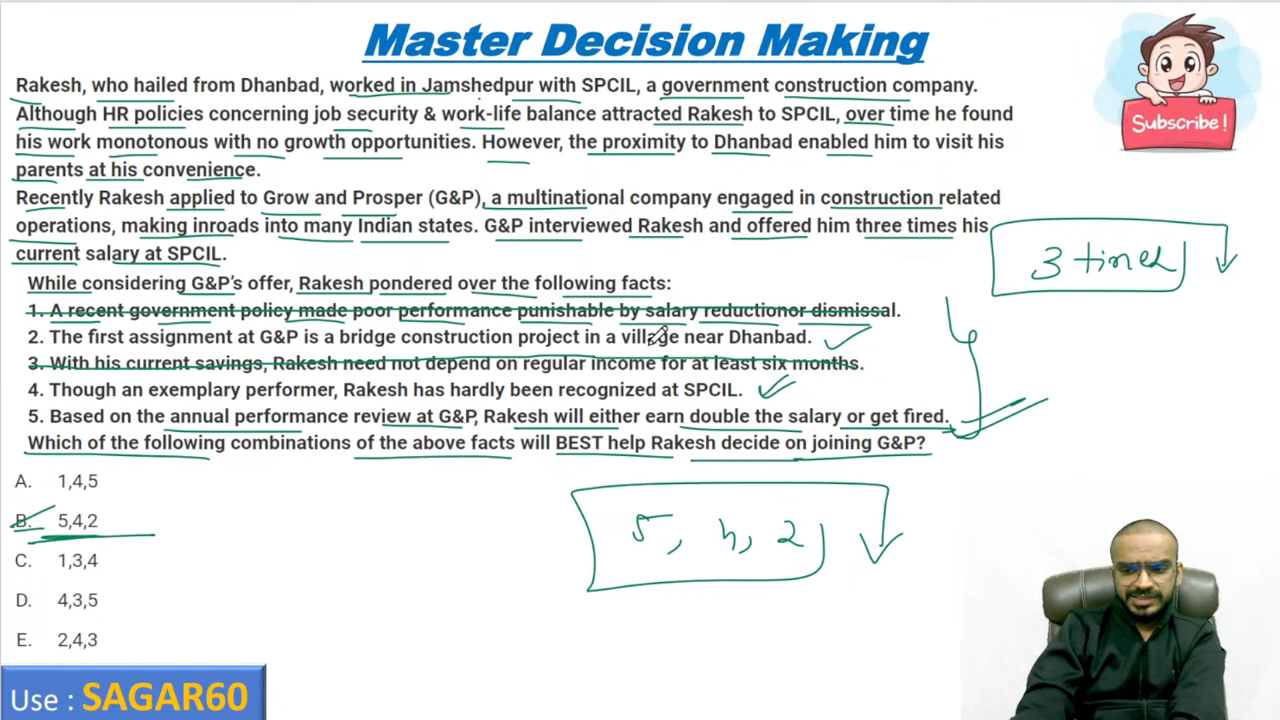 Master Decision Making
Rakesh, who hailed from Dhanbad, worked in Jamshedpur with SPCIL, a government construction company.
Although HR policies concerning job security & work-life balance attracted Rakesh to SPCIL, over time he found
his work monotonous with no growth opportunities. However, the proximity to Dhanbad enabled him to visit his
parents at his convenience.
Recently Rakesh applied to Grow and Prosper (G&P), a multinational company engaged in construction related
operations, making inroads into many Indian states. G&P interviewed Rakesh and offered him three times his
current salary at SPCIL.
While considering G&P's offer, Rakesh pondered over the following facts:
1. A recent government policy made poor performance punishable by salary reductionor dismissal.
2. The first assignment at G&P is a bridge construction project in a village near Dhanbad.
3. With his current savings, Rakesh need not depend on regular income for at least six months.
4. Though an exemplary performer, Rakesh has hardly been recognized at SPCIL.
5. Based on the annual performance review at G&P, Rakesh will either earn double the salary or get fired.
Which of the following combinations of the above facts will BEST help Rakesh decide on joining G&P?
A. 1,4,5
B. 5,4,2
C. 1,3,4
D. 4,3,5
E. 2,4,3
Subscribe!
3 times
5, 4, 2
Use : SAGAR60